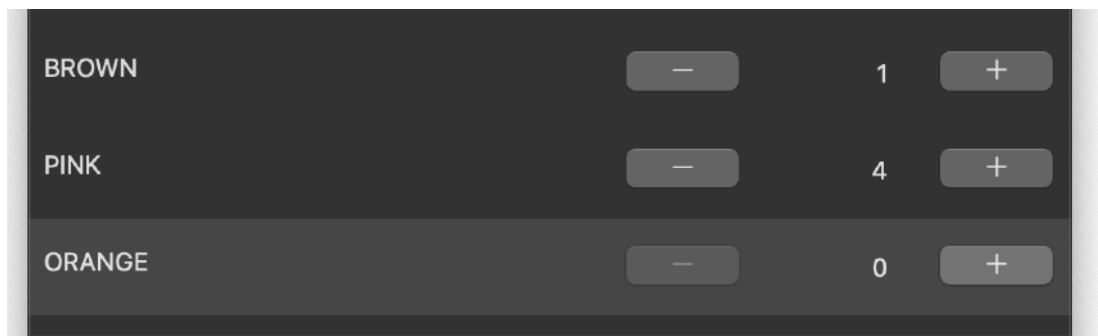 BROWN − 1 +
PINK − 4 +
ORANGE − 0 +